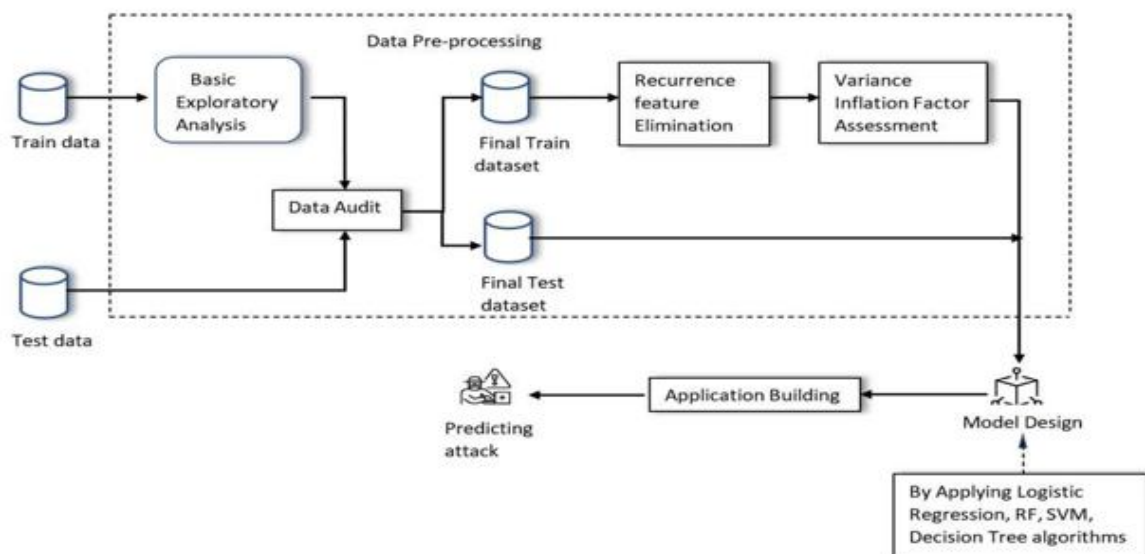 Data Pre-processing
Train data
Basic
Exploratory
Analysis
Final Train
dataset
Recurrence
feature
Elimination
Variance
Inflation Factor
Assessment
Data Audit
Test data
Final Test
dataset
Predicting
attack
Application Building
Model Design
By Applying Logistic
Regression, RF, SVM,
Decision Tree algorithms